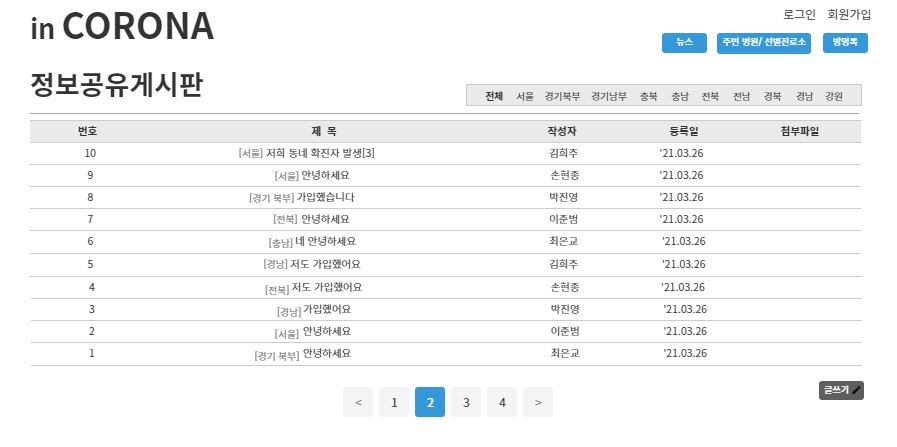 in CORONA
로그인 회원가입
뉴스 주변 병원/ 선별진료소 방명록
정보공유게시판
전체 서울 경기북부 경기남부 충북 충남 전북 전남 경북 경남 강원
번호 제 목 작성자 등록일 첨부파일
10 [서울] 저희 동네 확진자 발생[3] 김희주 '21.03.26
9 [서울] 안녕하세요 손현종 '21.03.26
8 [경기 북부] 가입했습니다 박진영 '21.03.26
7 [전북] 안녕하세요 이준범 '21.03.26
6 [충남] 네 안녕하세요 최은교 '21.03.26
5 [경남] 저도 가입했어요 김희주 '21.03.26
4 [전북] 저도 가입했어요 손현종 '21.03.26
3 [경남] 가입했어요 박진영 '21.03.26
2 [서울] 안녕하세요 이준범 '21.03.26
1 [경기 북부] 안녕하세요 최은교 '21.03.26
글쓰기
< 1 2 3 4 >